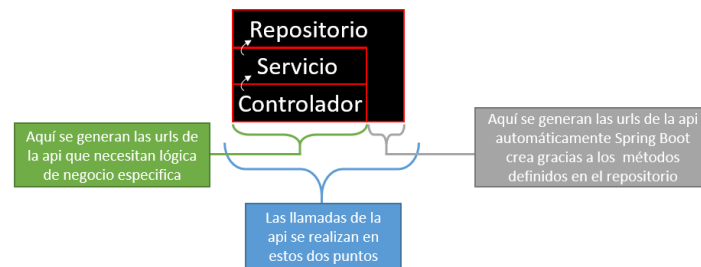 Repositorio
Servicio
Controlador
Aquí se generan las urls de
la api que necesitan lógica
de negocio especifica
Aquí se generan las urls de la api
automáticamente Spring Boot
crea gracias a los métodos
definidos en el repositorio
Las llamadas de la
api se realizan en
estos dos puntos